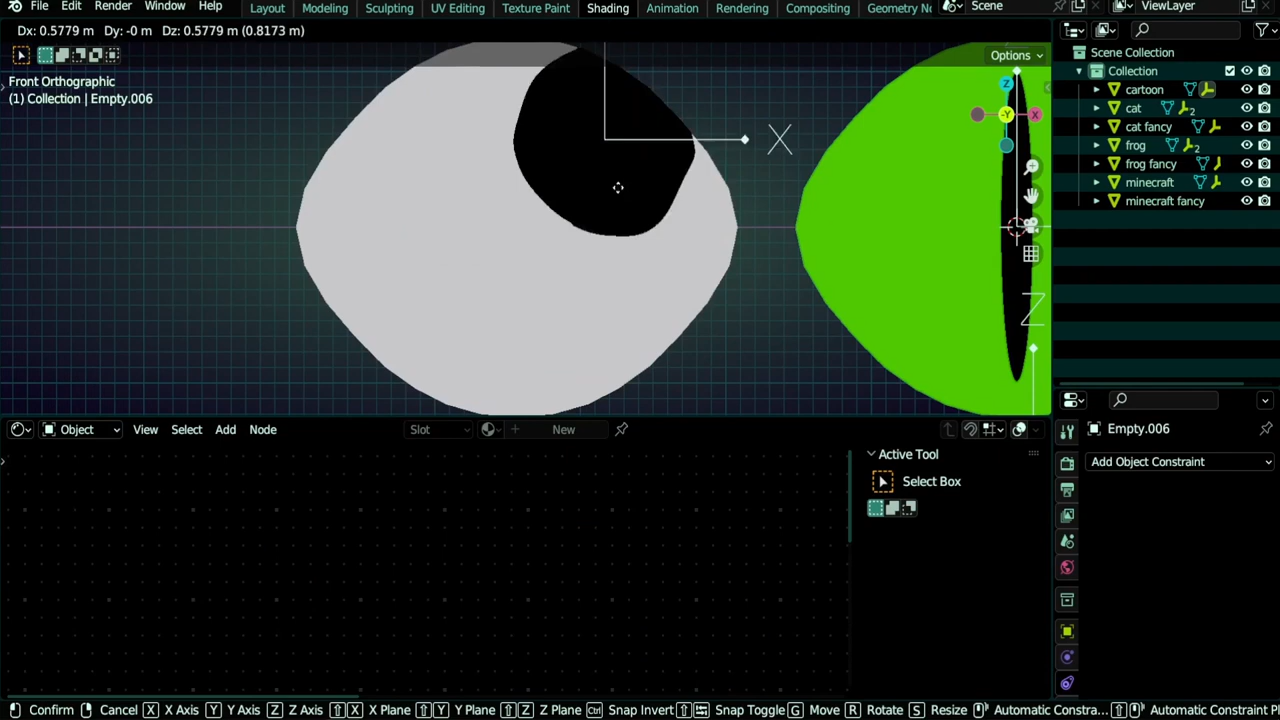 File Edit Render Window Help Layout Modeling Sculpting UV Editing Texture Paint Shading Animation Rendering Compositing Geometry No Scene ViewLayer
Dx: 0.5779 m Dy: -0 m Dz: 0.5779 m (0.8173 m)
Options
Front Orthographic
(1) Collection | Empty.006
Z
-Y
X
X
Z
Scene Collection
Collection
cartoon
cat 2
cat fancy
frog 2
frog fancy
minecraft
minecraft fancy
Object View Select Add Node Slot New
Active Tool
Select Box
Empty.006
Add Object Constraint
Confirm Cancel X X Axis Y Y Axis Z Z Axis X X Plane Y Y Plane Z Z Plane Ctrl Snap Invert Snap Toggle G Move R Rotate S Resize Automatic Constra... Automatic Constraint P